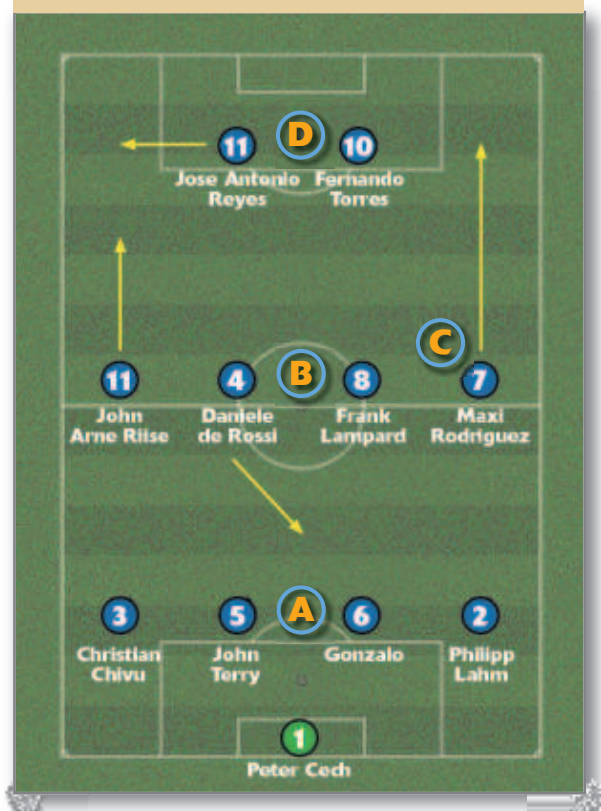 D
11
10
Jose Antonio Reyes
Fernando Torres
C
B
11
4
8
7
John Arne Riise
Daniele de Rossi
Frank Lampard
Maxi Rodriguez
A
3
5
6
2
Christian Chivu
John Terry
Gonzalo
Philipp Lahm
1
Peter Cech